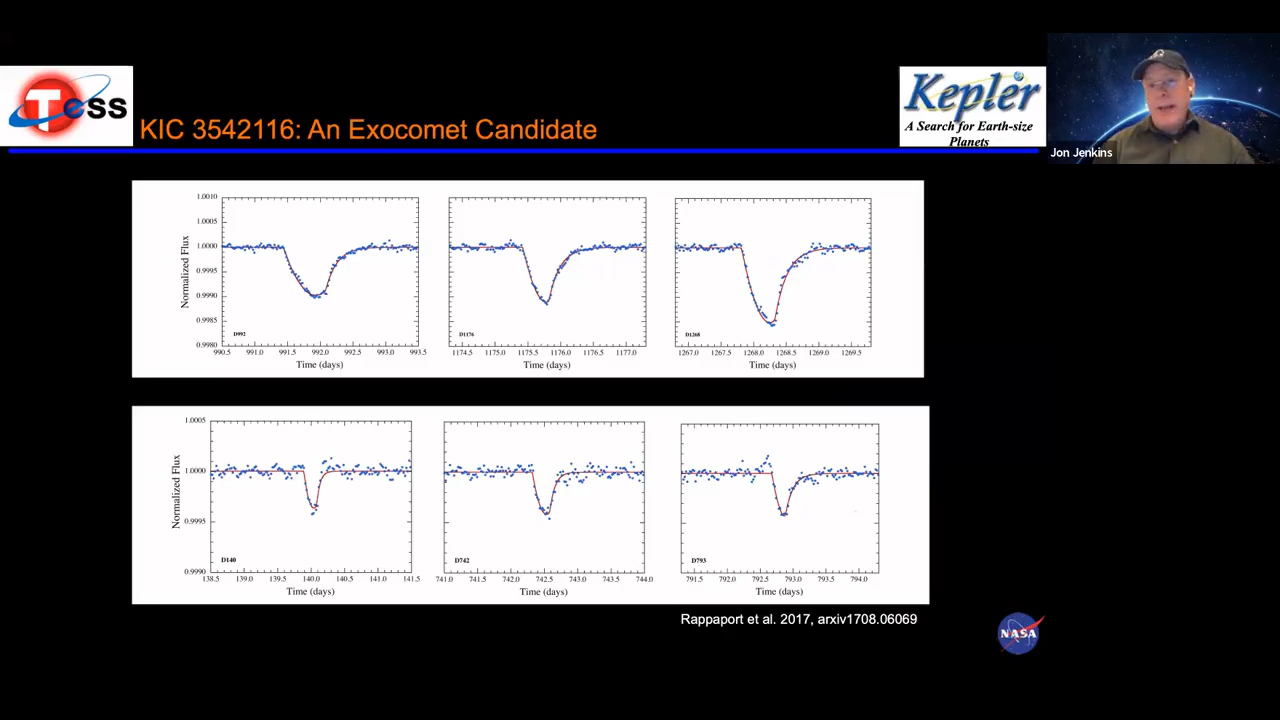 Tess
KIC 3542116: An Exocomet Candidate
Kepler
A Search for Earth-size
Planets
Jon Jenkins
1.0010
1.0005
1.0000
0.9995
0.9990
0.9985
0.9980
Normalized Flux
D992
990.5 991.0 991.5 992.0 992.5 993.0 993.5
Time (days)
D1176
1174.5 1175.0 1175.5 1176.0 1176.5 1177.0
Time (days)
D1268
1267.0 1267.5 1268.0 1268.5 1269.0 1269.5
Time (days)
1.0005
1.0000
0.9995
0.9990
Normalized Flux
D140
138.5 139.0 139.5 140.0 140.5 141.0 141.5
Time (days)
D742
741.0 741.5 742.0 742.5 743.0 743.5 744.0
Time (days)
D793
791.5 792.0 792.5 793.0 793.5 794.0
Time (days)
Rappaport et al. 2017, arxiv1708.06069
NASA